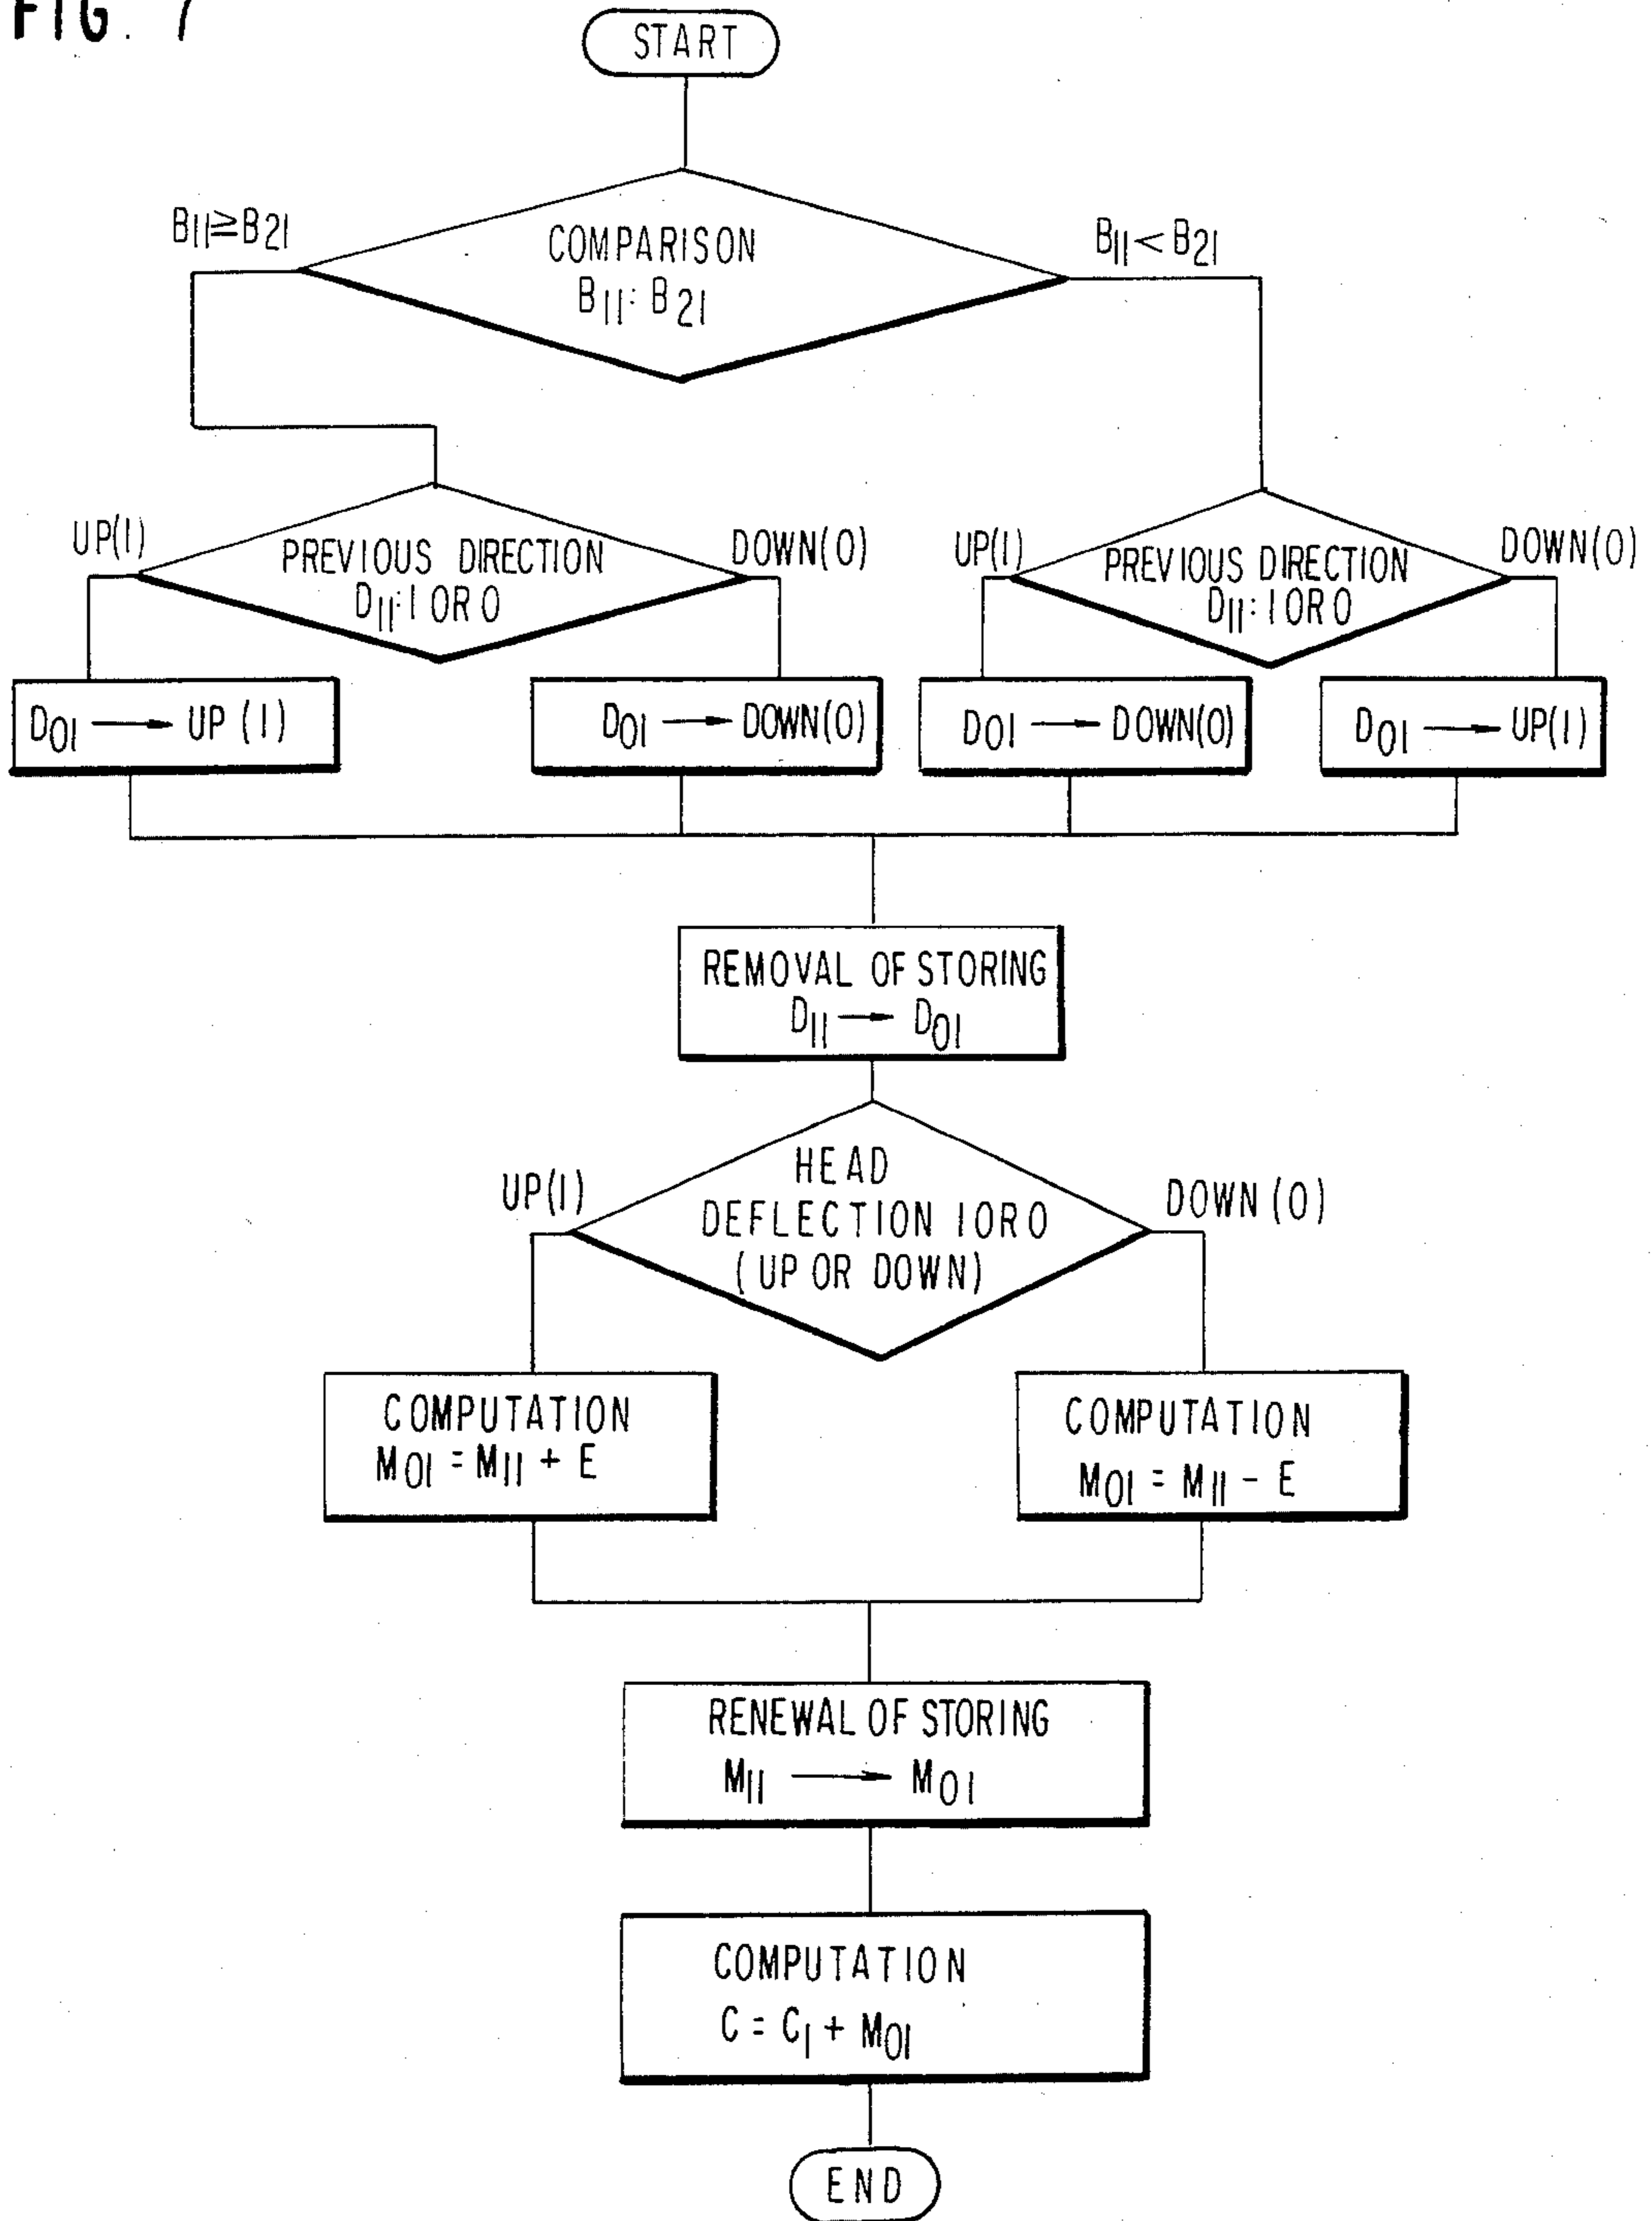 FIG. 7
START
B11≧B21
COMPARISON
B11: B21
B11< B21
UP(1)
PREVIOUS DIRECTION
D11:1 OR 0
DOWN(0)
UP(1)
PREVIOUS DIRECTION
D11:1 OR 0
DOWN(0)
D01 → UP (1)
D01 → DOWN(0)
D01 → DOWN(0)
D01 → UP(1)
REMOVAL OF STORING
D11 → D01
UP(1)
HEAD
DEFLECTION 1 OR 0
(UP OR DOWN)
DOWN (0)
COMPUTATION
M01 = M11 + E
COMPUTATION
M01 = M11 - E
RENEWAL OF STORING
M11 → M01
COMPUTATION
C = C1 + M01
END